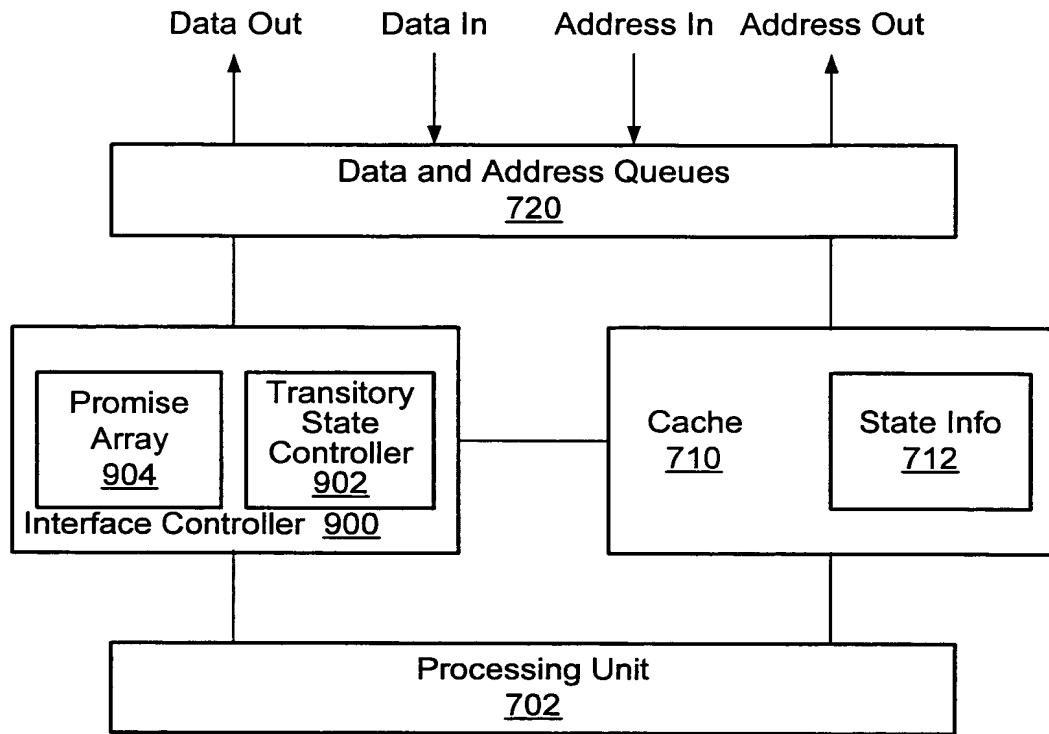 Data Out
Data In
Address In
Address Out
Data and Address Queues
720
Promise
Array
904
Transitory
State
Controller
902
Interface Controller 900
Cache
710
State Info
712
Processing Unit
702